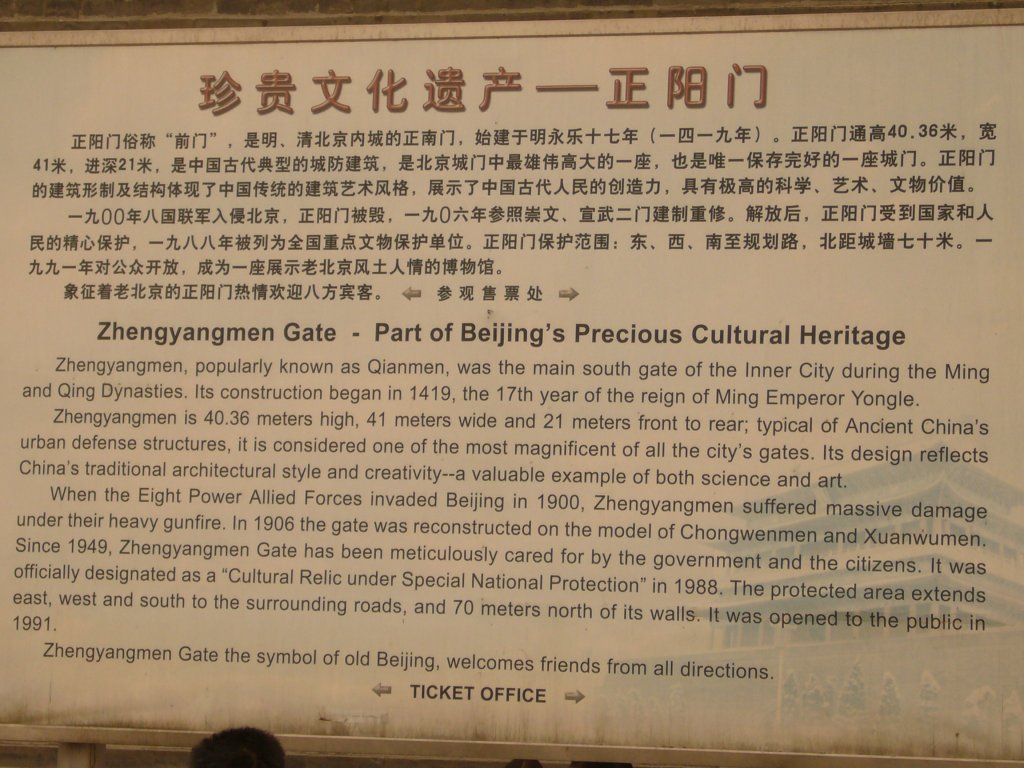 珍贵文化遗产—正阳门
正阳门俗称“前门”，是明、清北京内城的正南门，始建于明永乐十七年（一四一九年）。正阳门通高40.36米，宽
41米，进深21米，是中国古代典型的城防建筑，是北京城门中最雄伟高大的一座，也是唯一保存完好的一座城门。正阳门
的建筑形制及结构体现了中国传统的建筑艺术风格，展示了中国古代人民的创造力，具有极高的科学、艺术、文物价值。
一九00年八国联军入侵北京，正阳门被毁，一九0六年参照崇文、宣武二门建制重修。解放后，正阳门受到国家和人
民的精心保护，一九八八年被列为全国重点文物保护单位。正阳门保护范围：东、西、南至规划路，北距城墙七十米。一
九九一年对公众开放，成为一座展示老北京风土人情的博物馆。
象征着老北京的正阳门热情欢迎八方宾客。 ⇦ 参观售票处 ⇨
Zhengyangmen Gate - Part of Beijing's Precious Cultural Heritage
Zhengyangmen, popularly known as Qianmen, was the main south gate of the Inner City during the Ming
and Qing Dynasties. Its construction began in 1419, the 17th year of the reign of Ming Emperor Yongle.
Zhengyangmen is 40.36 meters high, 41 meters wide and 21 meters front to rear; typical of Ancient China's
urban defense structures, it is considered one of the most magnificent of all the city's gates. Its design reflects
China's traditional architectural style and creativity--a valuable example of both science and art.
When the Eight Power Allied Forces invaded Beijing in 1900, Zhengyangmen suffered massive damage
under their heavy gunfire. In 1906 the gate was reconstructed on the model of Chongwenmen and Xuanwumen.
Since 1949, Zhengyangmen Gate has been meticulously cared for by the government and the citizens. It was
officially designated as a “Cultural Relic under Special National Protection” in 1988. The protected area extends
east, west and south to the surrounding roads, and 70 meters north of its walls. It was opened to the public in
1991.
Zhengyangmen Gate the symbol of old Beijing, welcomes friends from all directions.
⇦ TICKET OFFICE ⇨